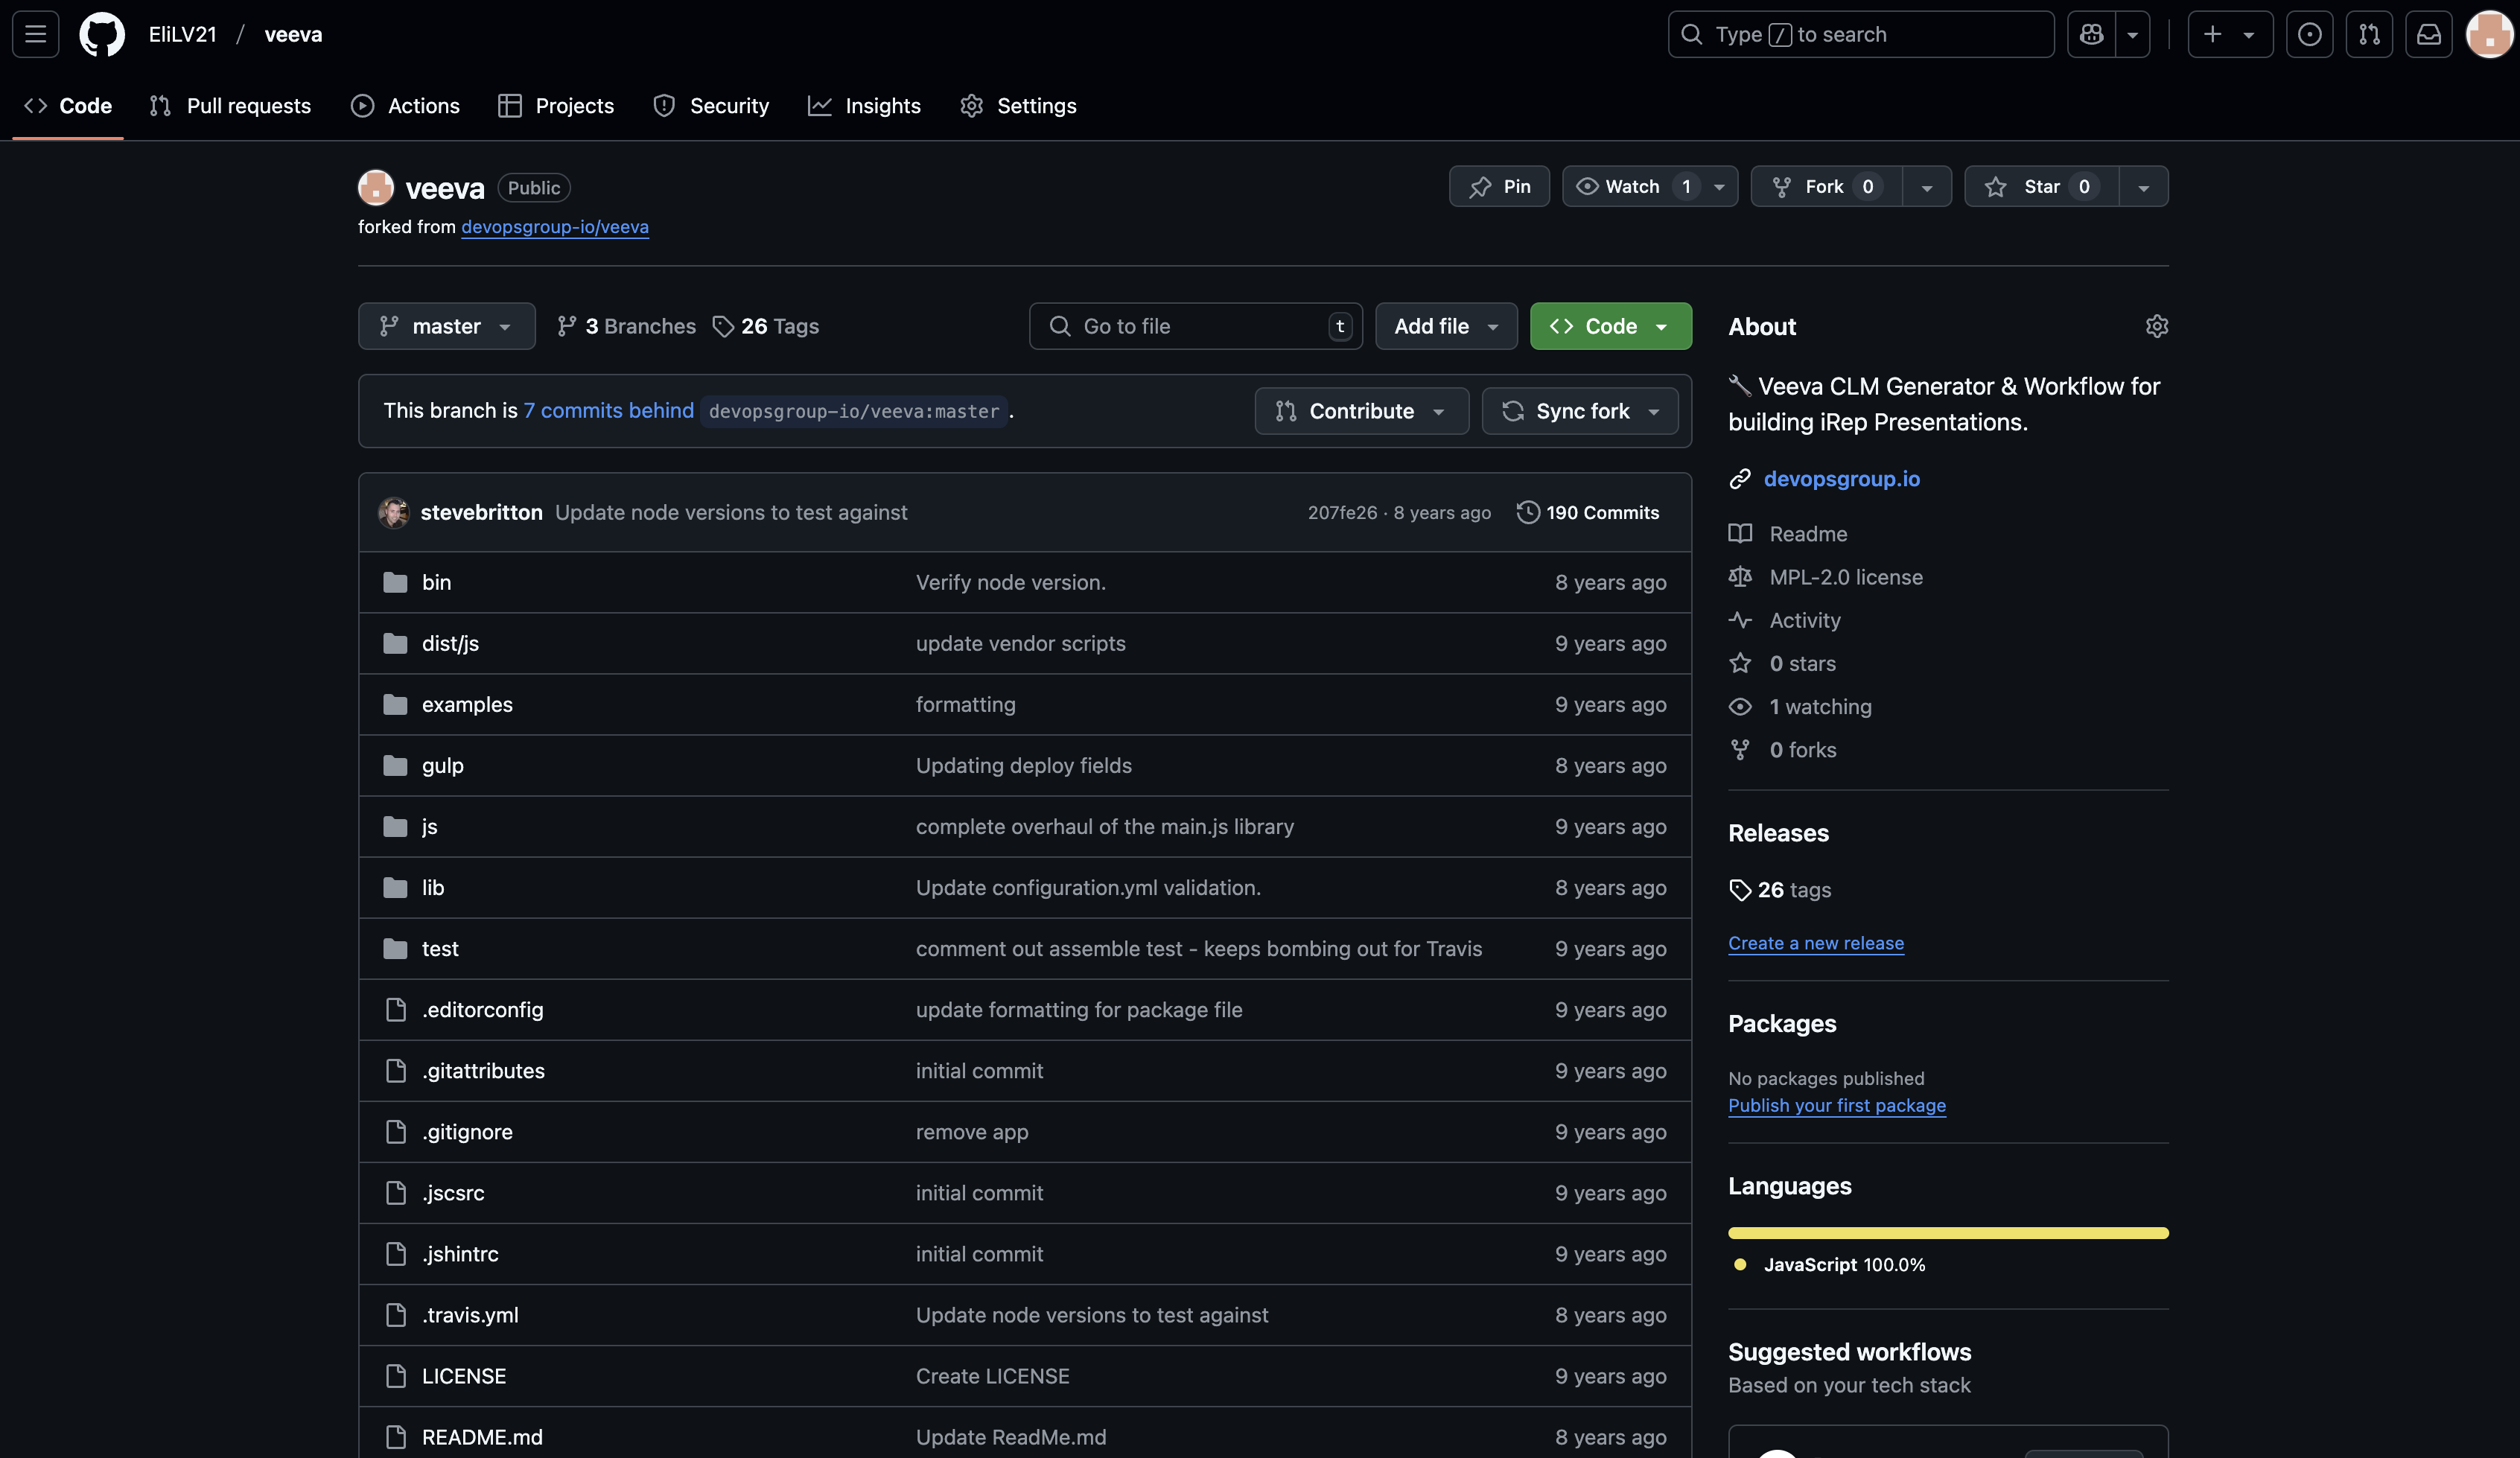 EliLV21 / veeva
Type / to search
Code Pull requests Actions Projects Security Insights Settings
veeva Public
forked from devopsgroup-io/veeva
Pin Watch 1 Fork 0 Star 0
master 3 Branches 26 Tags
Go to file t Add file Code
This branch is 7 commits behind devopsgroup-io/veeva:master .
Contribute Sync fork
stevebritton Update node versions to test against 207fe26 · 8 years ago 190 Commits
bin Verify node version. 8 years ago
dist/js update vendor scripts 9 years ago
examples formatting 9 years ago
gulp Updating deploy fields 8 years ago
js complete overhaul of the main.js library 9 years ago
lib Update configuration.yml validation. 8 years ago
test comment out assemble test - keeps bombing out for Travis 9 years ago
.editorconfig update formatting for package file 9 years ago
.gitattributes initial commit 9 years ago
.gitignore remove app 9 years ago
.jscsrc initial commit 9 years ago
.jshintrc initial commit 9 years ago
.travis.yml Update node versions to test against 8 years ago
LICENSE Create LICENSE 9 years ago
README.md Update ReadMe.md 8 years ago
About
Veeva CLM Generator & Workflow for
building iRep Presentations.
devopsgroup.io
Readme
MPL-2.0 license
Activity
0 stars
1 watching
0 forks
Releases
26 tags
Create a new release
Packages
No packages published
Publish your first package
Languages
JavaScript 100.0%
Suggested workflows
Based on your tech stack